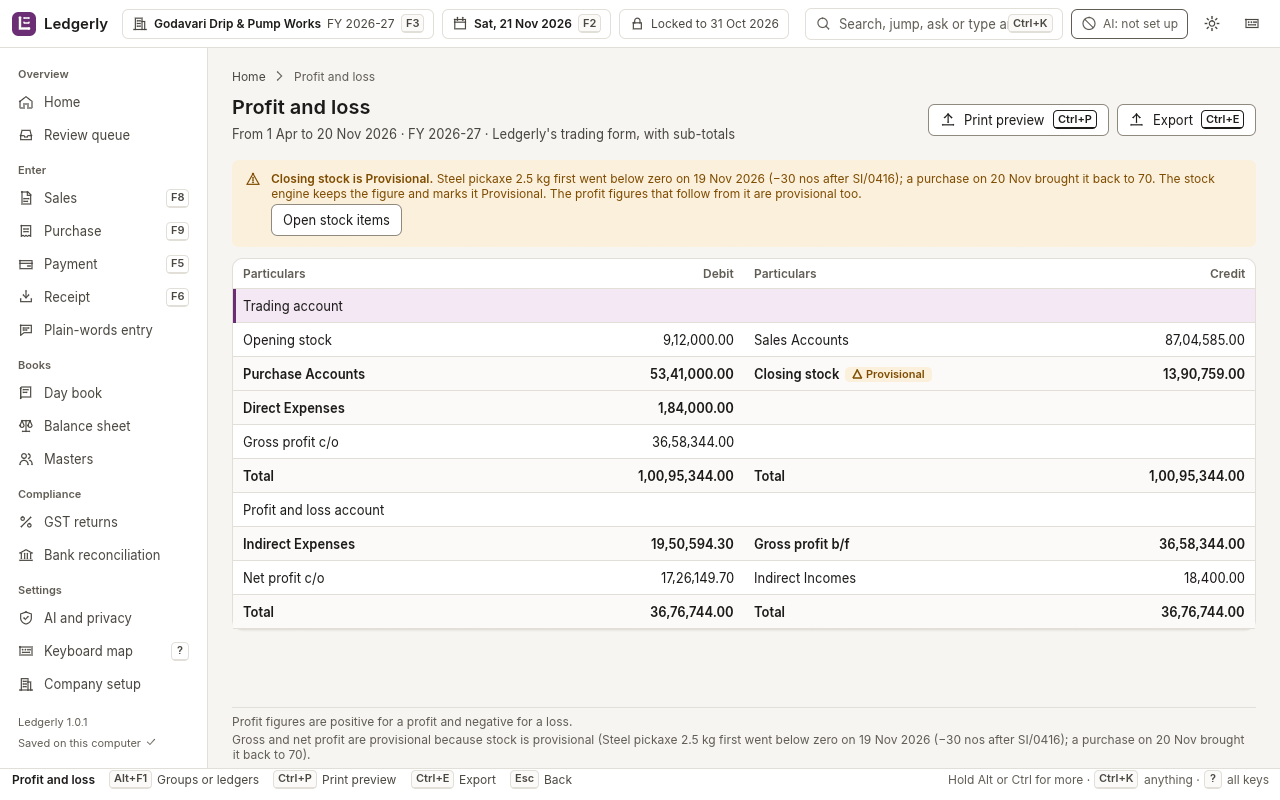 Ledgerly
Godavari Drip & Pump Works FY 2026-27 F3
Sat, 21 Nov 2026 F2
Locked to 31 Oct 2026
Search, jump, ask or type a Ctrl+K
AI: not set up
Overview
Home
Review queue
Enter
Sales F8
Purchase F9
Payment F5
Receipt F6
Plain-words entry
Books
Day book
Balance sheet
Masters
Compliance
GST returns
Bank reconciliation
Settings
AI and privacy
Keyboard map ?
Company setup
Ledgerly 1.0.1
Saved on this computer
Home > Profit and loss
Profit and loss
From 1 Apr to 20 Nov 2026 · FY 2026-27 · Ledgerly's trading form, with sub-totals
Print preview Ctrl+P
Export Ctrl+E
Closing stock is Provisional. Steel pickaxe 2.5 kg first went below zero on 19 Nov 2026 (−30 nos after SI/0416); a purchase on 20 Nov brought it back to 70. The stock
engine keeps the figure and marks it Provisional. The profit figures that follow from it are provisional too.
Open stock items
Particulars Debit Particulars Credit
Trading account
Opening stock 9,12,000.00 Sales Accounts 87,04,585.00
Purchase Accounts 53,41,000.00 Closing stock Provisional 13,90,759.00
Direct Expenses 1,84,000.00
Gross profit c/o 36,58,344.00
Total 1,00,95,344.00 Total 1,00,95,344.00
Profit and loss account
Indirect Expenses 19,50,594.30 Gross profit b/f 36,58,344.00
Net profit c/o 17,26,149.70 Indirect Incomes 18,400.00
Total 36,76,744.00 Total 36,76,744.00
Profit figures are positive for a profit and negative for a loss.
Gross and net profit are provisional because stock is provisional (Steel pickaxe 2.5 kg first went below zero on 19 Nov 2026 (−30 nos after SI/0416); a purchase on 20 Nov brought
it back to 70).
Profit and loss Alt+F1 Groups or ledgers Ctrl+P Print preview Ctrl+E Export Esc Back
Hold Alt or Ctrl for more · Ctrl+K anything · ? all keys